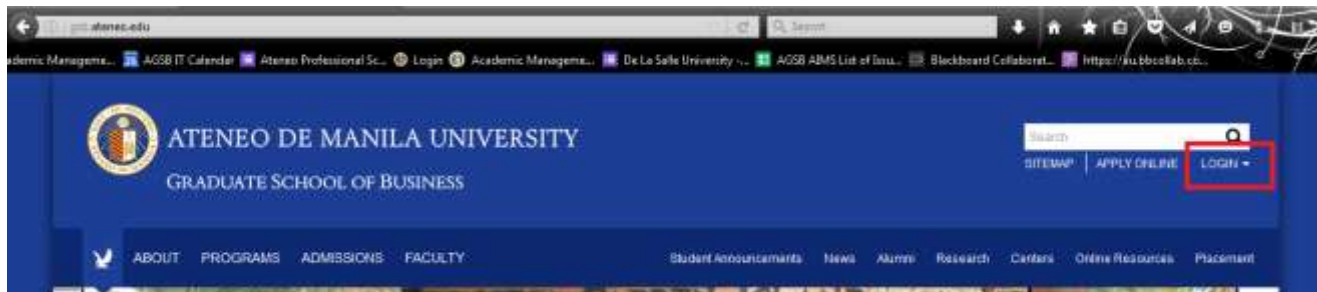 gsb.ateneo.edu
Search
ademic Manageme... AGSB IT Calendar Ateneo Professional Sc... Login Academic Manageme... De La Salle University -... AGSB AIMS List of Issu... Blackboard Collaborat... https://au.bbcollab.co...
ATENEO DE MANILA UNIVERSITY
GRADUATE SCHOOL OF BUSINESS
Search
SITEMAP APPLY ONLINE LOGIN
ABOUT PROGRAMS ADMISSIONS FACULTY Student Announcements News Alumni Research Centers Online Resources Placement